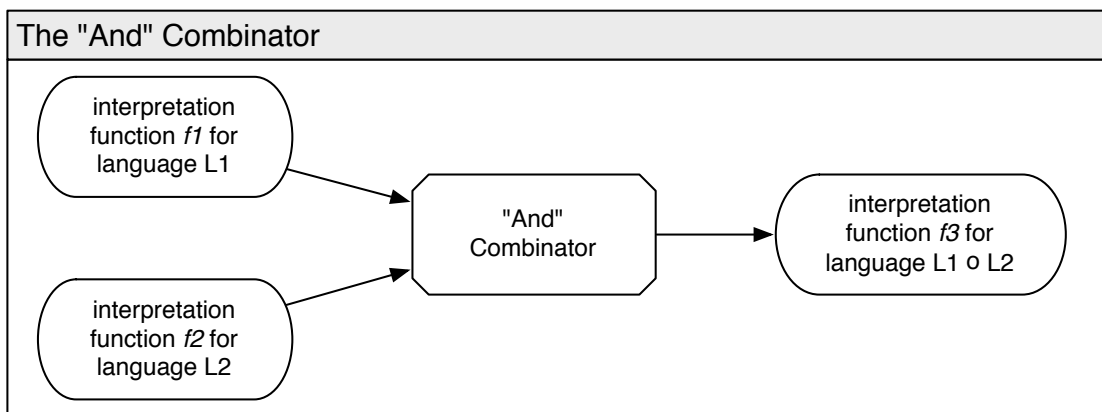 The "And" Combinator
interpretation
function f1 for
language L1
interpretation
function f2 for
language L2
"And"
Combinator
interpretation
function f3 for
language L1 o L2